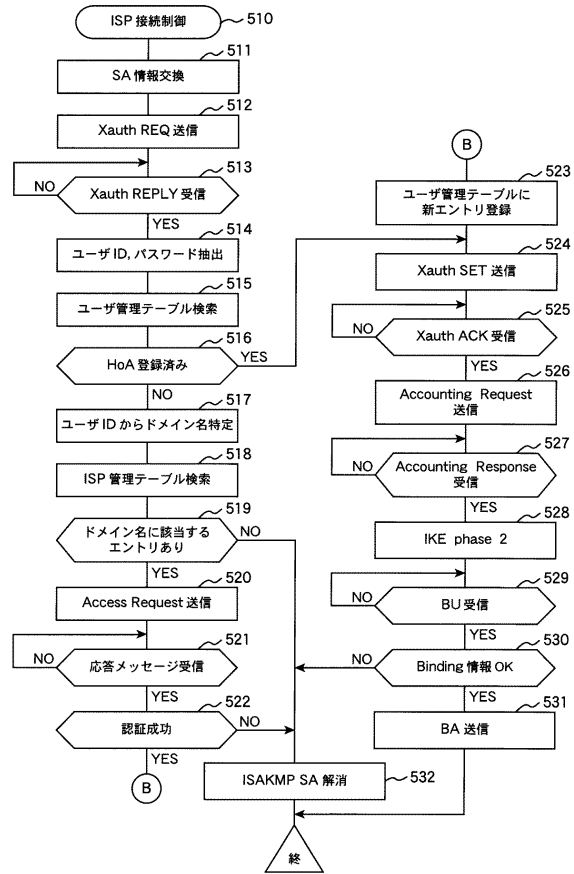 ISP 接続制御
510
511
SA 情報交換
512
Xauth REQ 送信
513
Xauth REPLY 受信
NO
YES
514
ユーザ ID, パスワード抽出
515
ユーザ管理テーブル検索
516
HoA 登録済み
YES
NO
517
ユーザ ID からドメイン名特定
518
ISP 管理テーブル検索
519
ドメイン名に該当する
エントリあり
NO
YES
520
Access Request 送信
521
応答メッセージ受信
NO
YES
522
認証成功
NO
YES
B
B
523
ユーザ管理テーブルに
新エントリ登録
524
Xauth SET 送信
525
Xauth ACK 受信
NO
YES
526
Accounting Request
送信
527
Accounting Response
受信
NO
YES
528
IKE phase 2
529
BU 受信
NO
YES
530
Binding 情報 OK
NO
YES
531
BA 送信
ISAKMP SA 解消
532
終